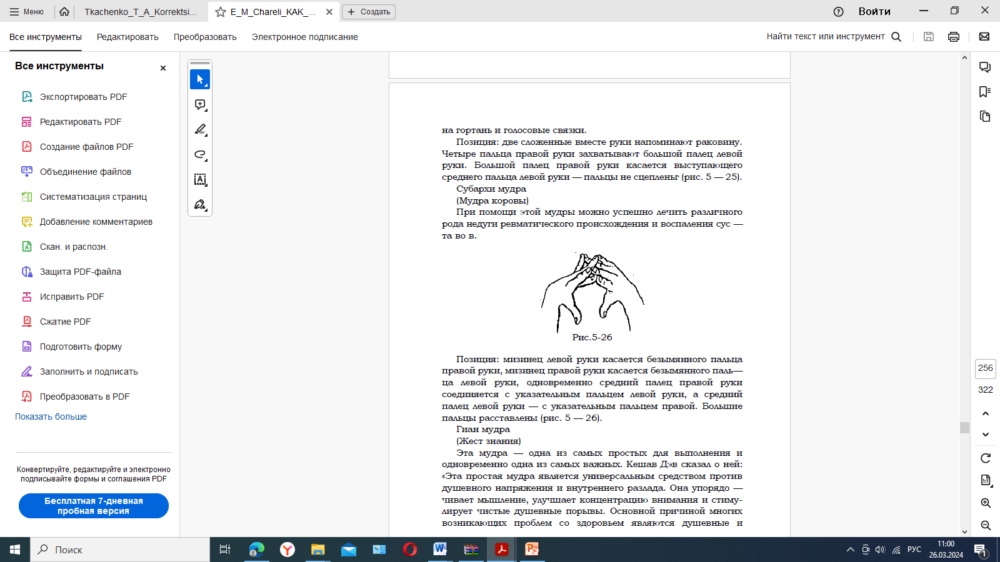 Меню
Tkachenko_T_A_Korrektsi...
E_M_Chareli_KAK_...
Создать
Войти
Все инструменты
Редактировать
Преобразовать
Электронное подписание
Найти текст или инструмент
Все инструменты
Экспортировать PDF
Редактировать PDF
Создание файлов PDF
Объединение файлов
Систематизация страниц
Добавление комментариев
Скан. и распозн.
Защита PDF-файла
Исправить PDF
Сжатие PDF
Подготовить форму
Заполнить и подписать
Преобразовать в PDF
Показать больше
Конвертируйте, редактируйте и электронно
подписывайте формы и соглашения PDF
Бесплатная 7-дневная
пробная версия
на гортань и голосовые связки.
Позиция: две сложенные вместе руки напоминают раковину.
Четыре пальца правой руки захватывают большой палец левой
руки. Большой палец правой руки касается выступающего
среднего пальца левой руки — пальцы не сцеплены (рис. 5 — 25).
Субархи мудра
(Мудра коровы)
При помощи этой мудры можно успешно лечить различного
рода недуги ревматического происхождения и воспаления сус —
та во в.
Рис.5-26
Позиция: мизинец левой руки касается безымянного пальца
правой руки, мизинец правой руки касается безымянного паль—
ца левой руки, одновременно средний палец правой руки
соединяется с указательным пальцем левой руки, а средний
палец левой руки — с указательным пальцем правой. Большие
пальцы расставлены (рис. 5 — 26).
Гиан мудра
(Жест знания)
Эта мудра — одна из самых простых для выполнения и
одновременно одна из самых важных. Кешав Дэв сказал о ней:
«Эта простая мудра является универсальным средством против
душевного напряжения и внутреннего разлада. Она упорядо —
чивает мышление, улучшает концентрацию внимания и стиму-
лирует чистые душевные порывы. Основной причиной многих
возникающих проблем со здоровьем являются душевные и
256
322
1:1
Поиск
РУС
11:00
26.03.2024
1